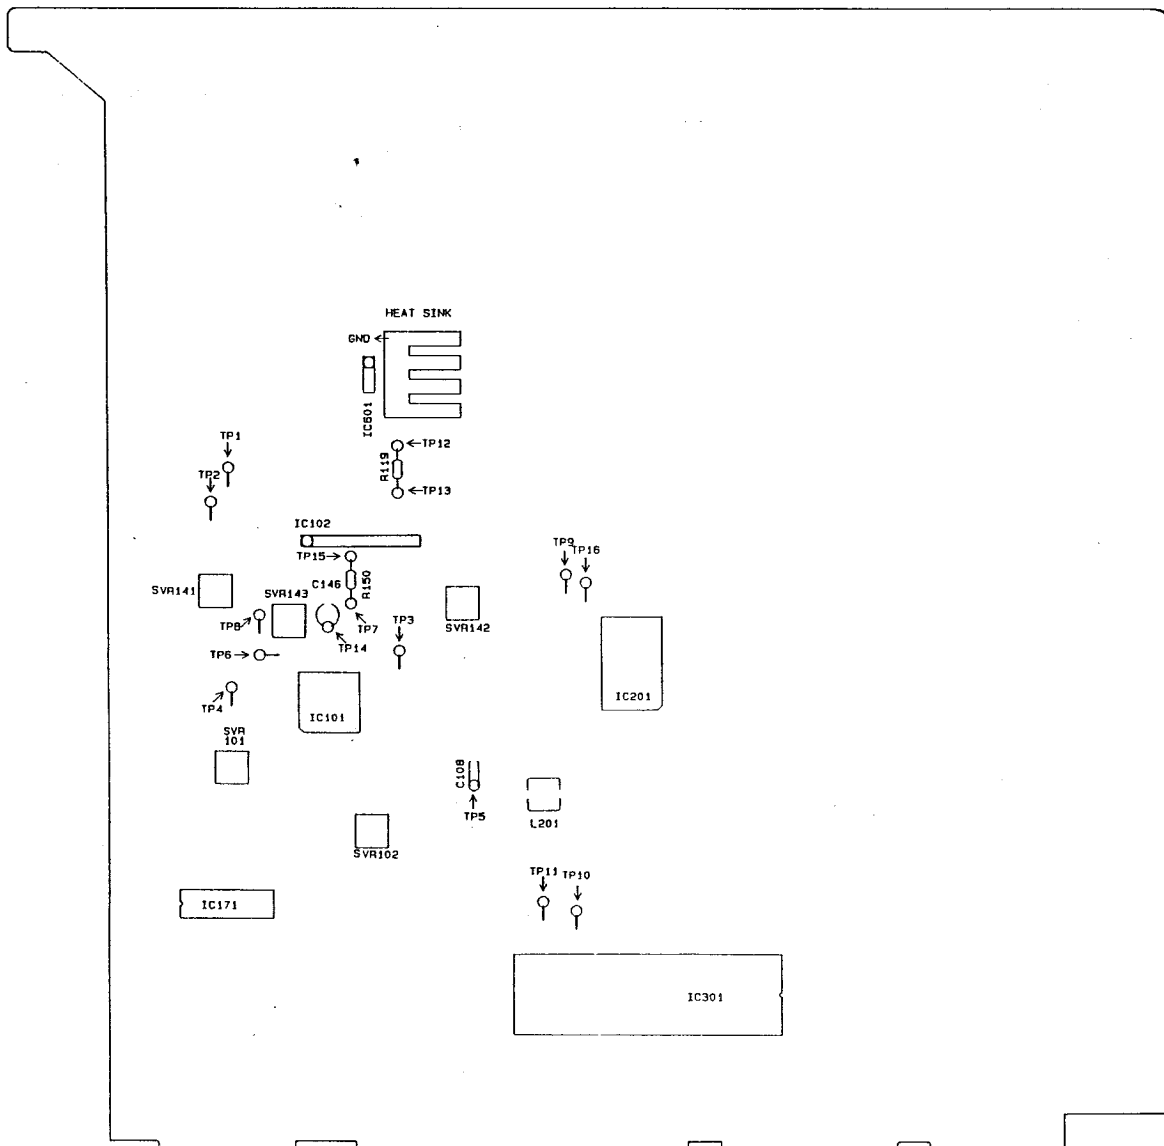 HEAT SINK
GND
IC601
TP1
TP12
R119
TP2
TP13
IC102
TP15
TP9
TP16
C146
R150
SVR141
SVR143
TP8
TP7
TP3
SVR142
TP14
TP6
IC201
TP4
IC101
SVR
101
C108
TP5
L201
SVR102
TP11
TP10
IC171
IC301